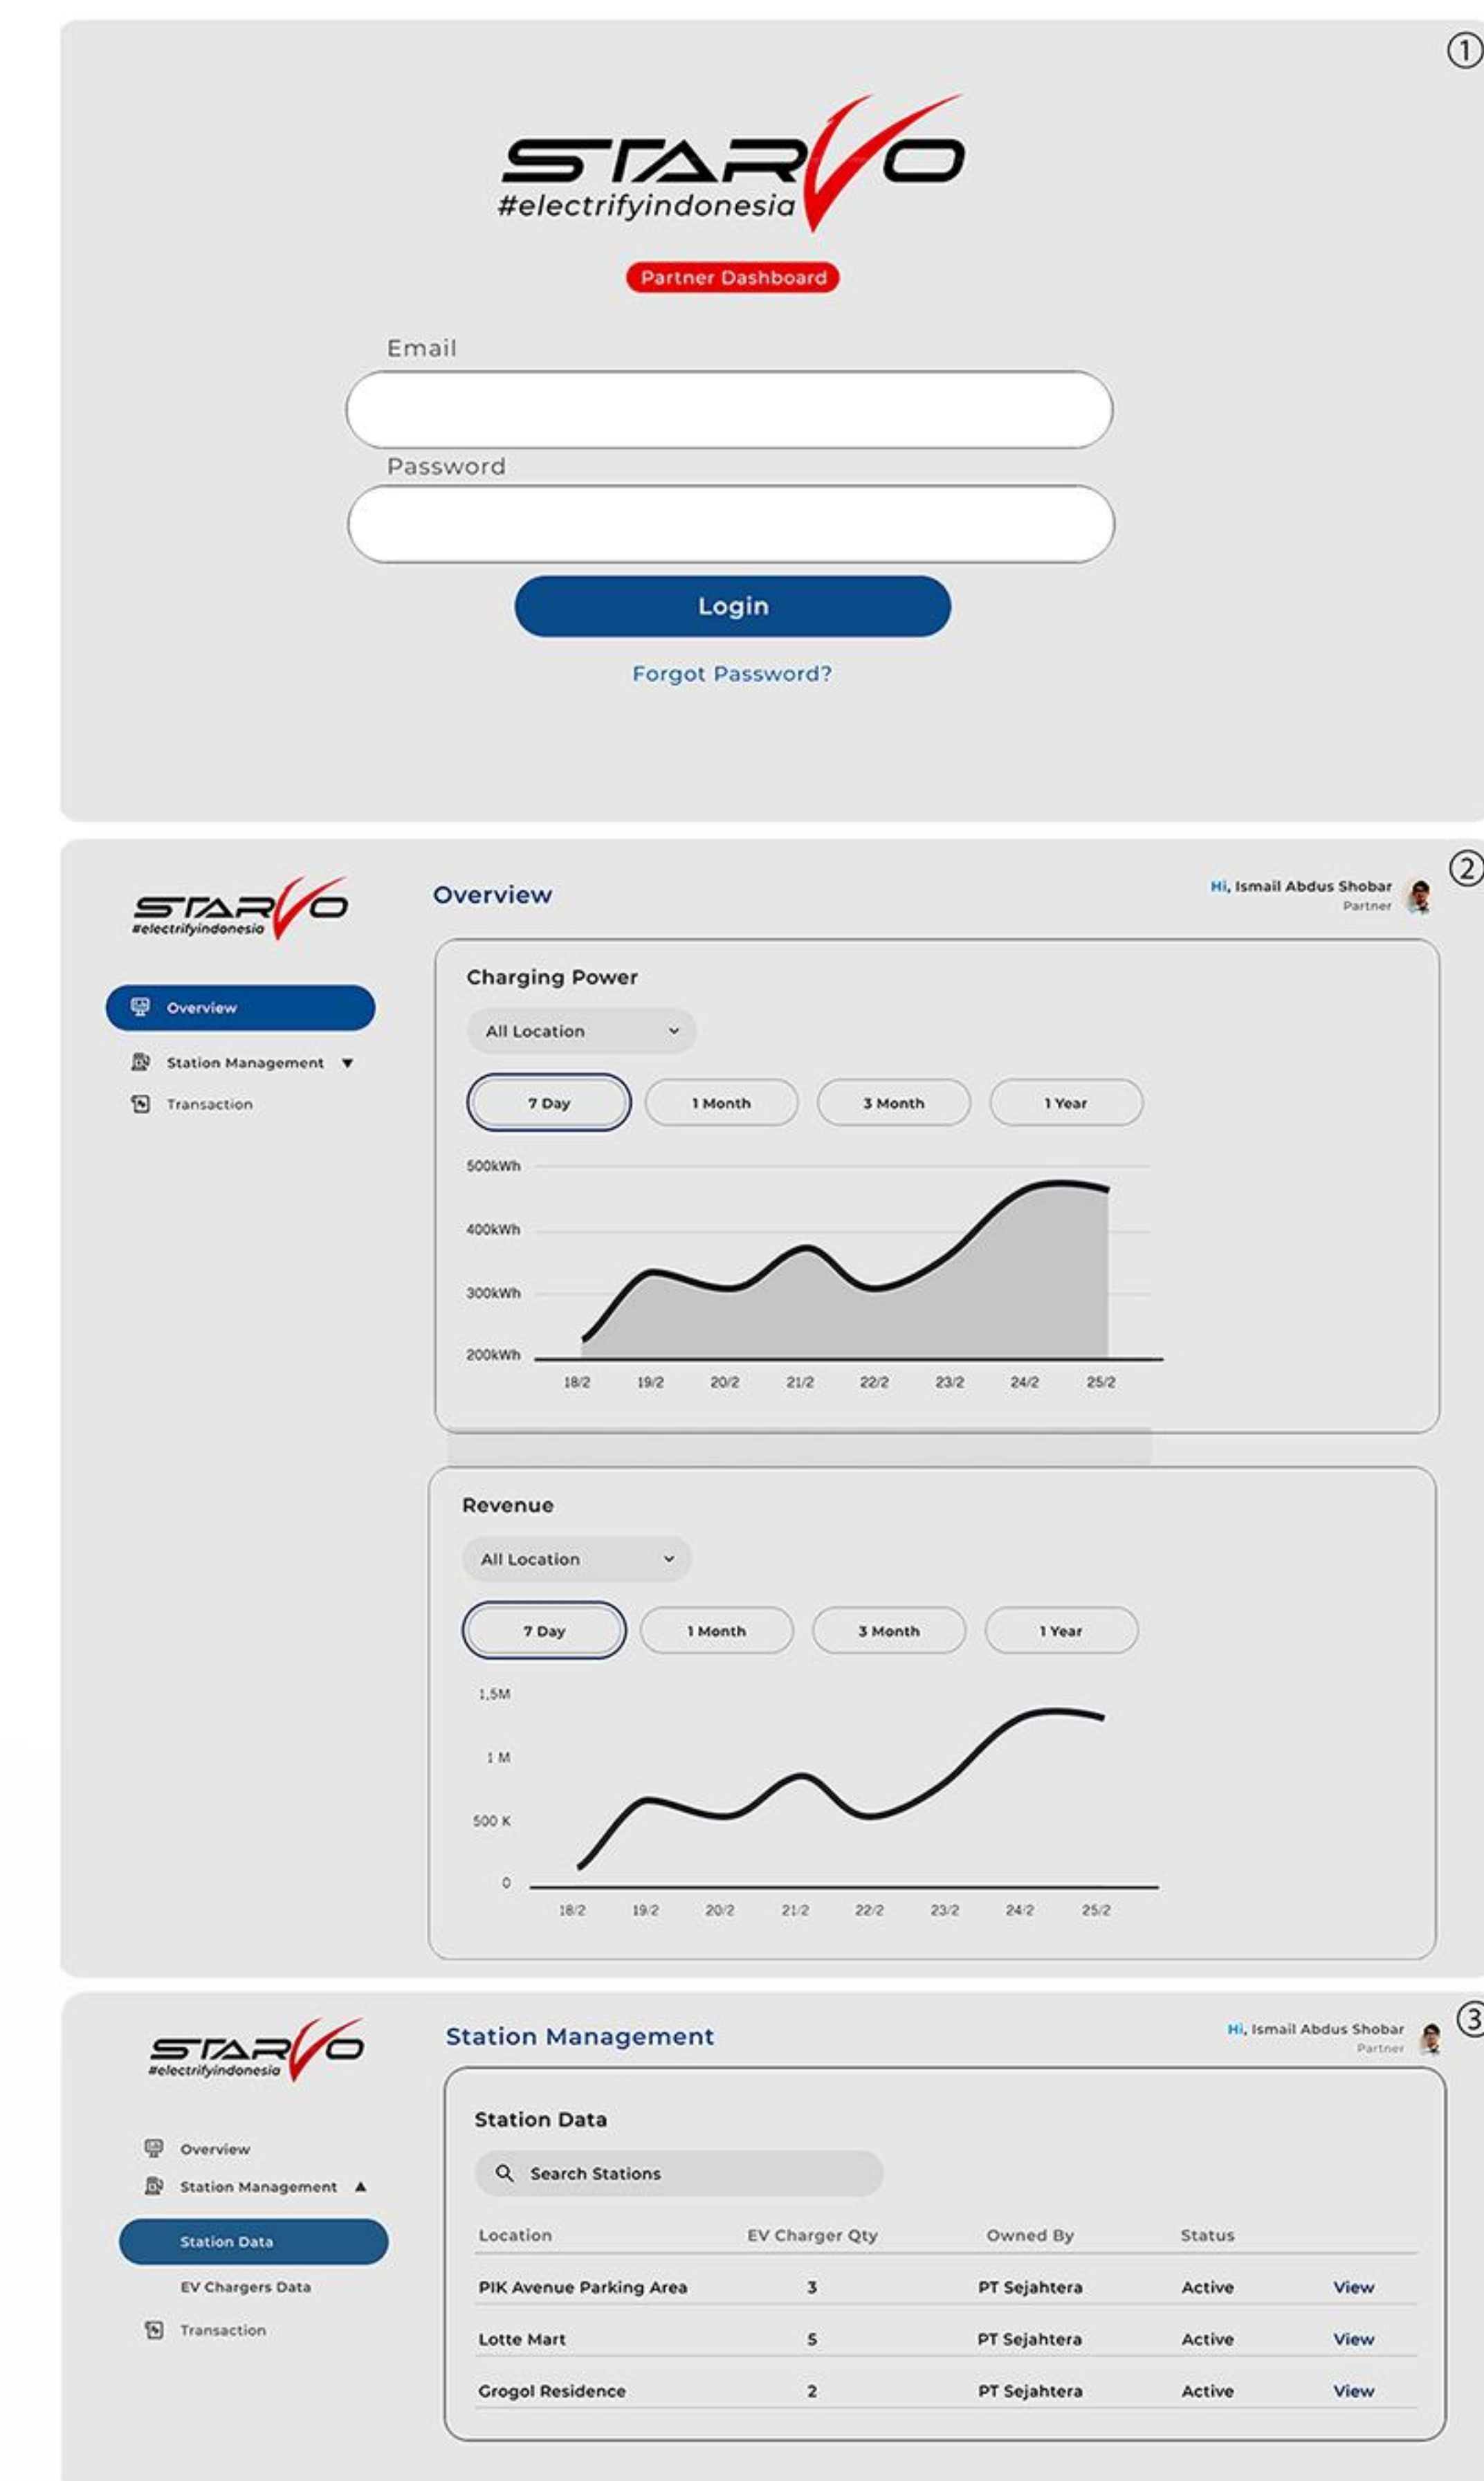 ①
STARVO
#electrifyindonesia
Partner Dashboard
Email
Password
Login
Forgot Password?
②
STARVO
#electrifyindonesia
Overview
Station Management ▼
Transaction
Overview
Hi, Ismail Abdus Shobar
Partner
Charging Power
All Location
7 Day 1 Month 3 Month 1 Year
500kWh
400kWh
300kWh
200kWh
18/2 19/2 20/2 21/2 22/2 23/2 24/2 25/2
Revenue
All Location
7 Day 1 Month 3 Month 1 Year
1.5M
1 M
500 K
0
18/2 19/2 20/2 21/2 22/2 23/2 24/2 25/2
③
STARVO
#electrifyindonesia
Overview
Station Management ▲
Station Data
EV Chargers Data
Transaction
Station Management
Hi, Ismail Abdus Shobar
Partner
Station Data
Search Stations
Location EV Charger Qty Owned By Status
PIK Avenue Parking Area 3 PT Sejahtera Active View
Lotte Mart 5 PT Sejahtera Active View
Grogol Residence 2 PT Sejahtera Active View